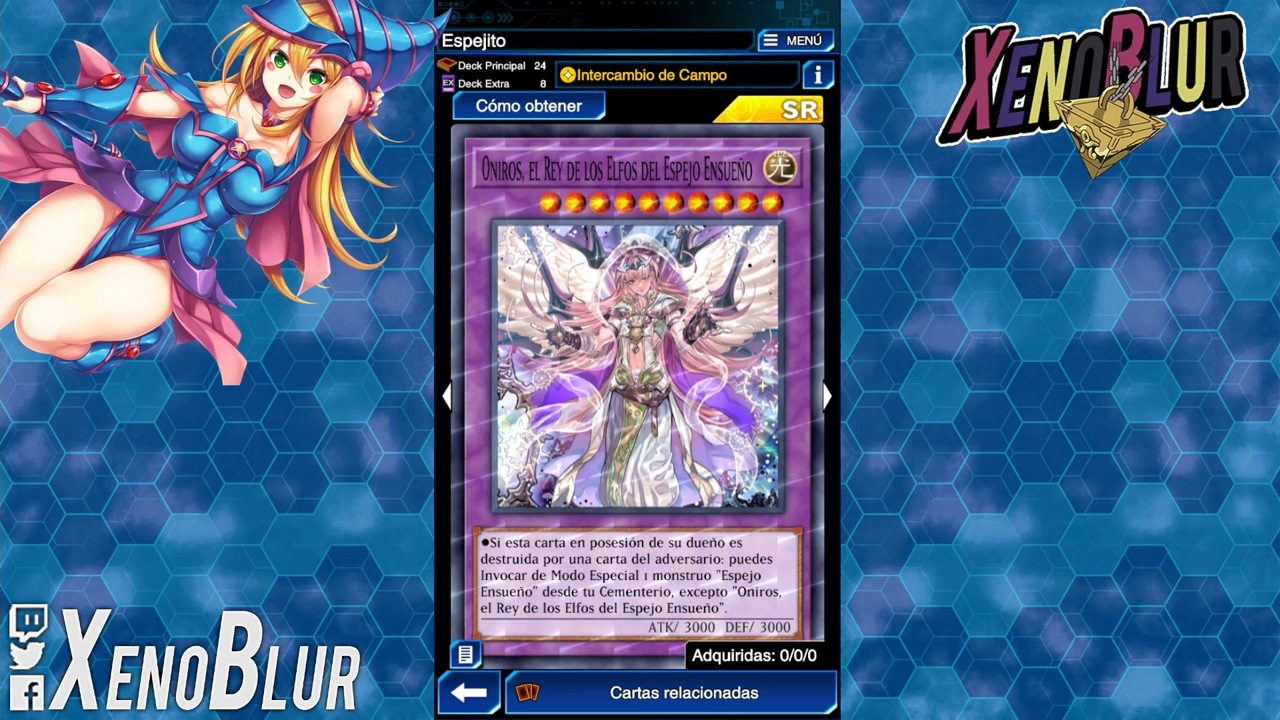 Espejito
MENÚ
Deck Principal 24
EX Deck Extra 8
Intercambio de Campo
i
Cómo obtener
SR
XENOBLUR
ONIROS, EL REY DE LOS ELFOS DEL ESPEJO ENSUEÑO
光
●Si esta carta en posesión de su dueño es
destruida por una carta del adversario: puedes
Invocar de Modo Especial 1 monstruo "Espejo
Ensueño" desde tu Cementerio, excepto "Oniros,
el Rey de los Elfos del Espejo Ensueño".
ATK/ 3000 DEF/ 3000
Adquiridas: 0/0/0
Cartas relacionadas
XENOBLUR